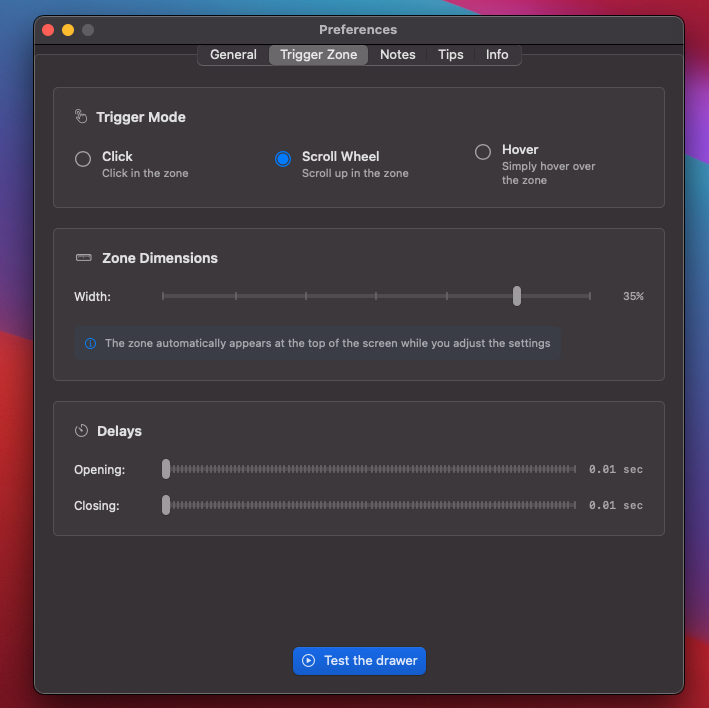 Preferences
General Trigger Zone Notes Tips Info
Trigger Mode
Click
Click in the zone
Scroll Wheel
Scroll up in the zone
Hover
Simply hover over
the zone
Zone Dimensions
Width: 35%
The zone automatically appears at the top of the screen while you adjust the settings
Delays
Opening: 0.01 sec
Closing: 0.01 sec
Test the drawer